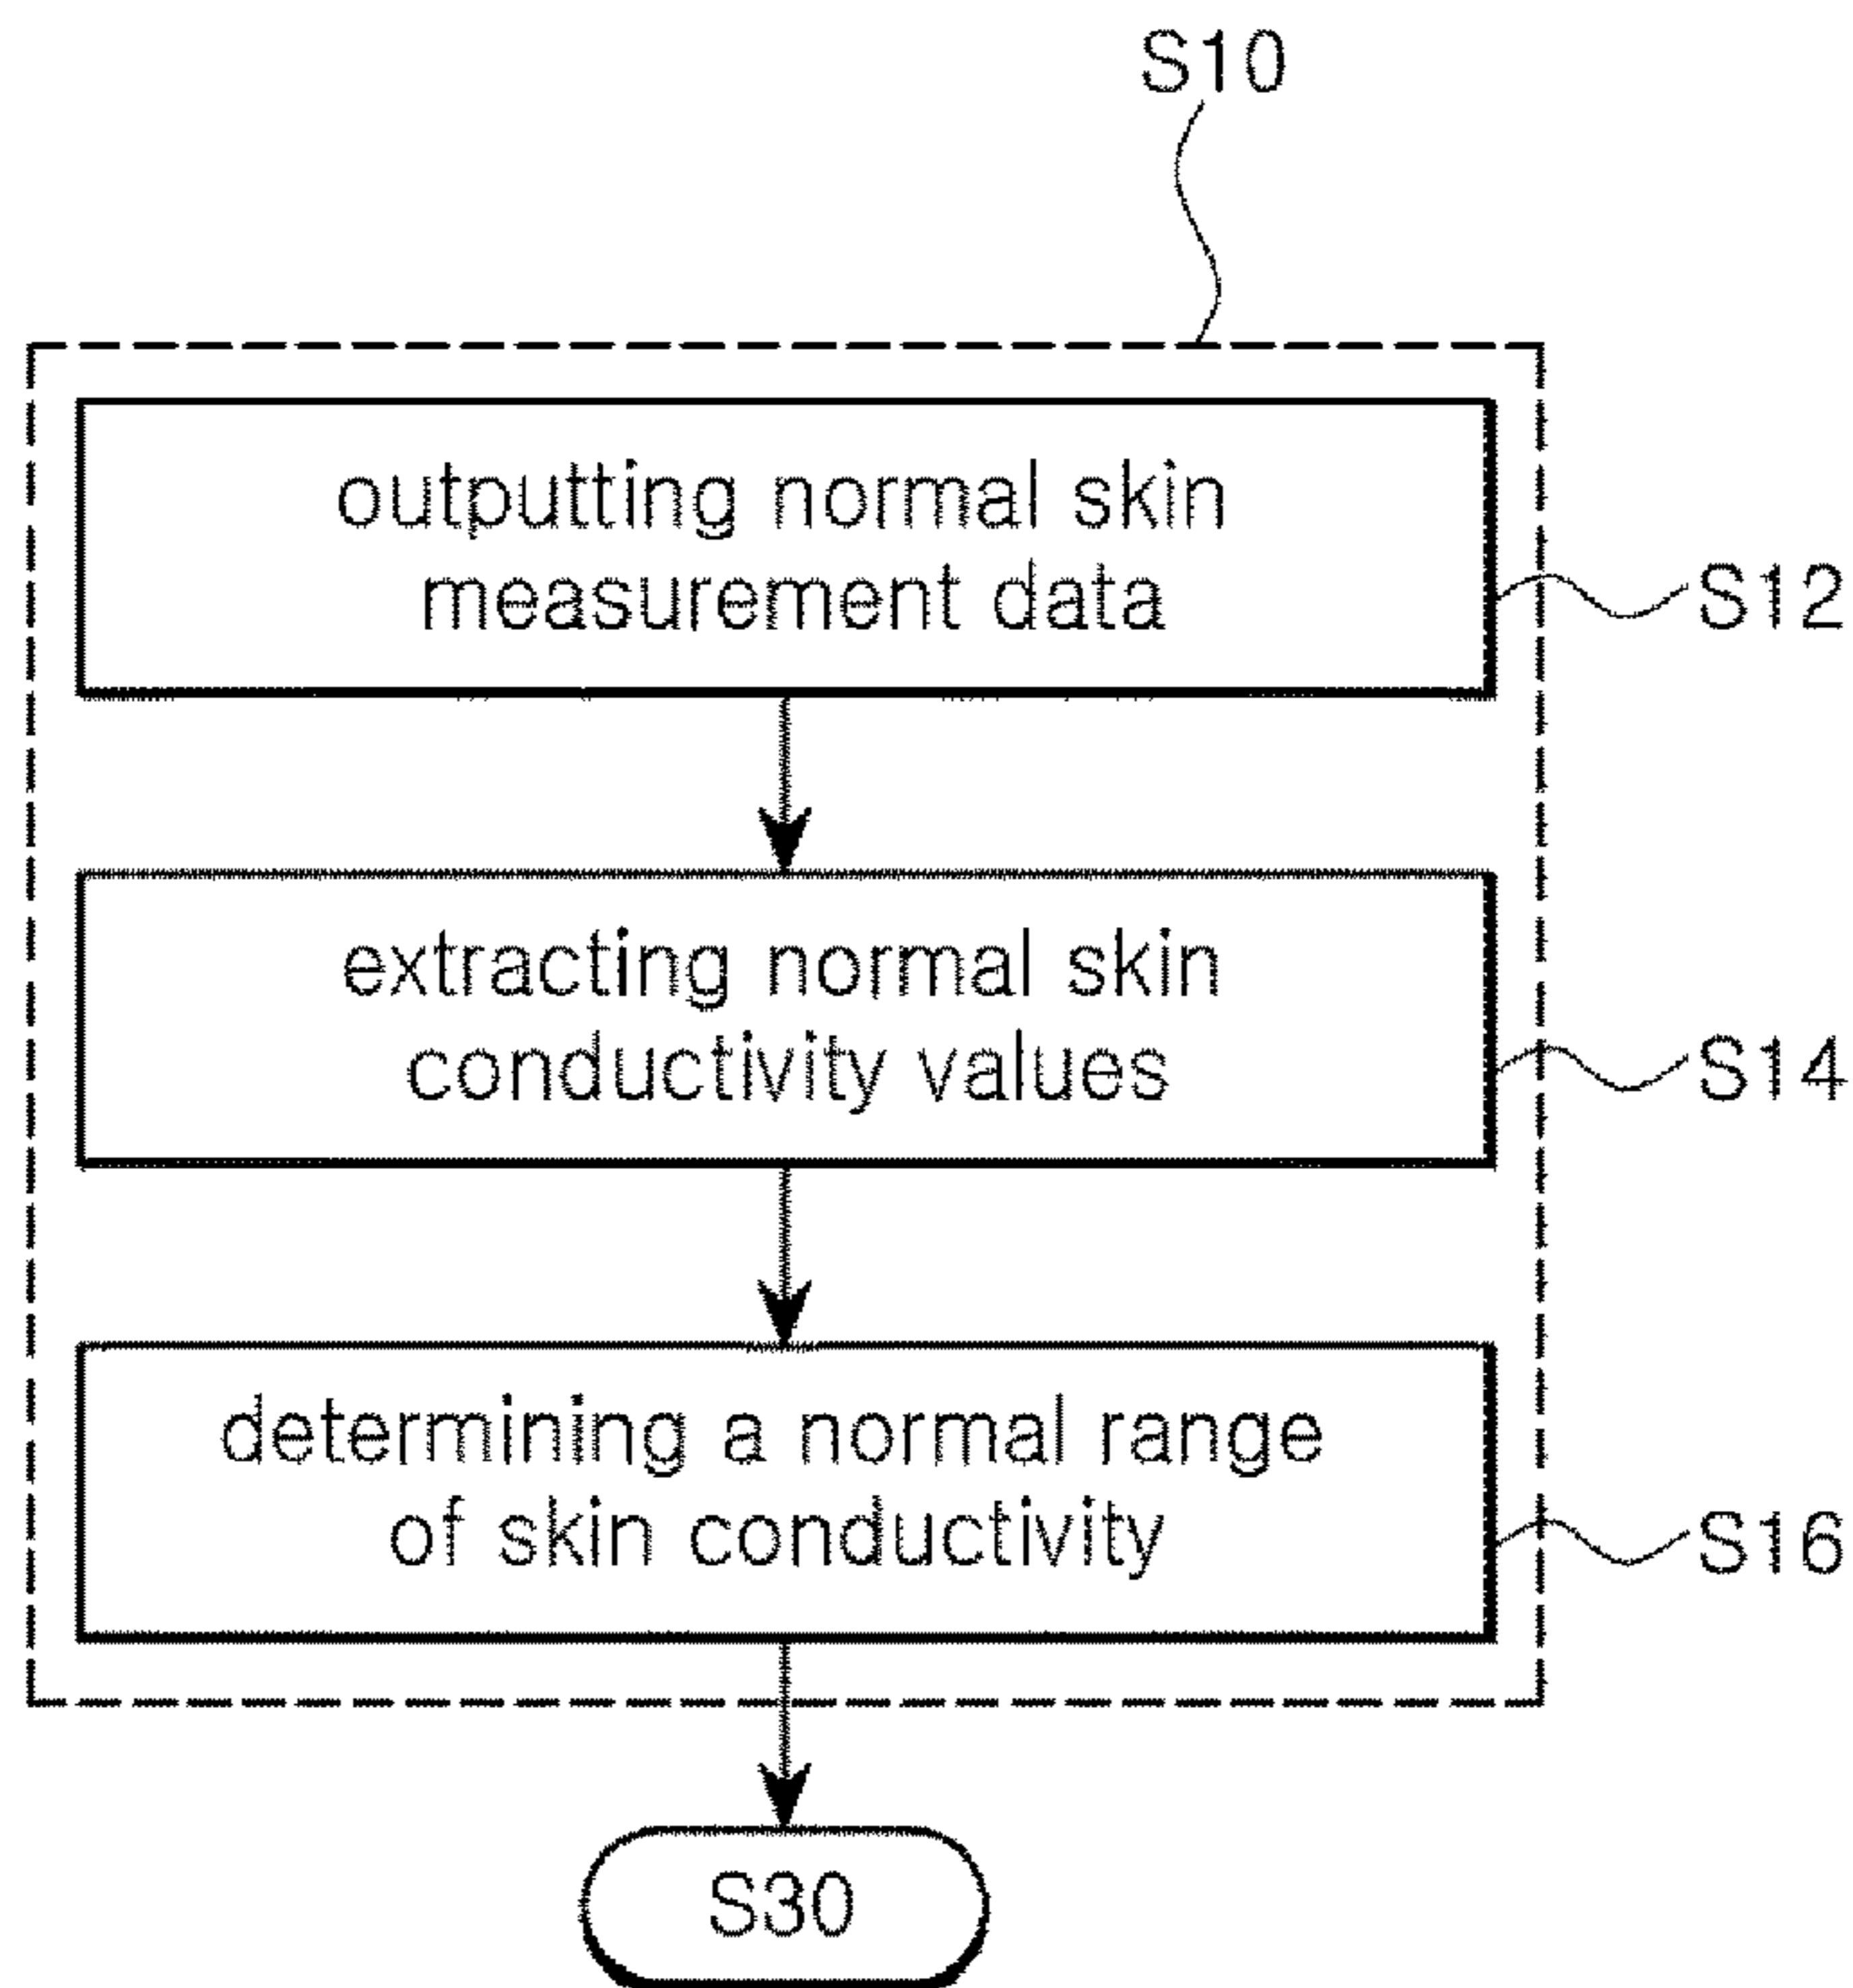 S10
outputting normal skin
measurement data
S12
extracting normal skin
conductivity values
S14
determining a normal range
of skin conductivity
S16
S30